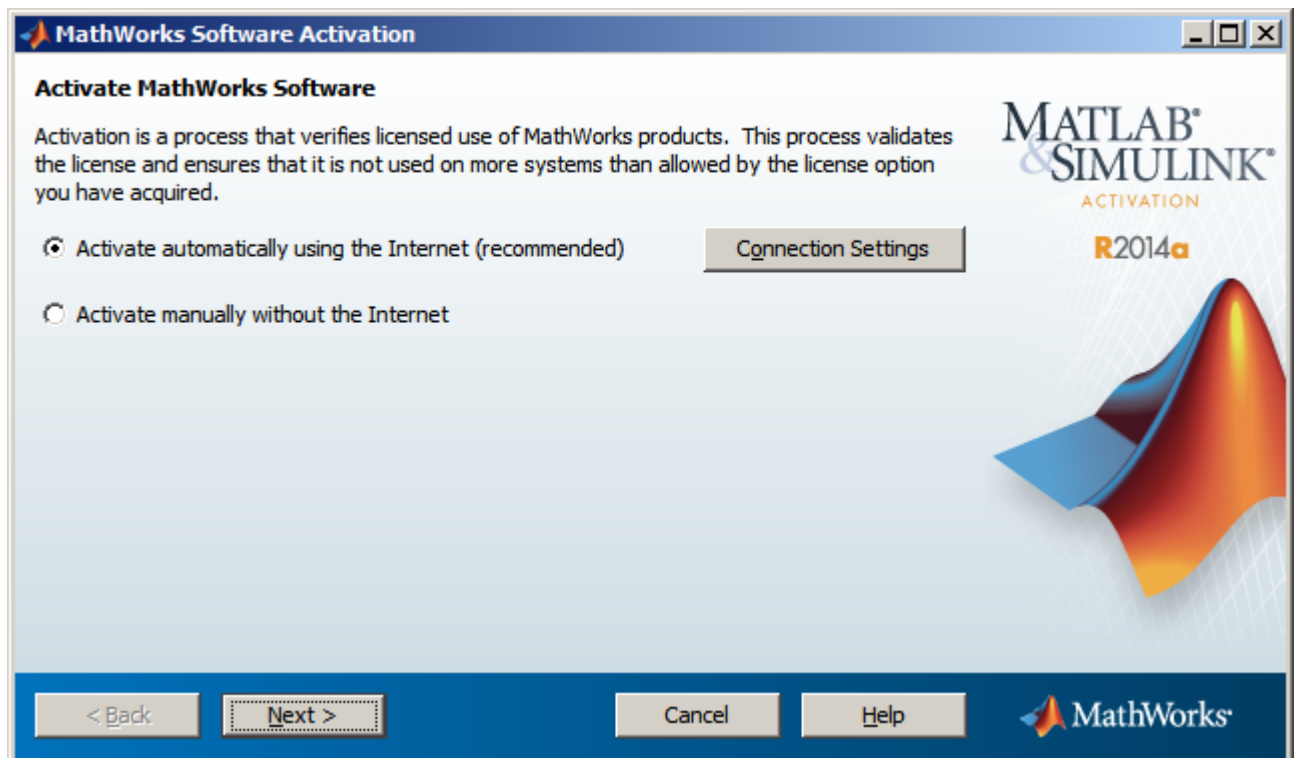 MathWorks Software Activation
Activate MathWorks Software
Activation is a process that verifies licensed use of MathWorks products.  This process validates
the license and ensures that it is not used on more systems than allowed by the license option
you have acquired.
Activate automatically using the Internet (recommended)
Connection Settings
Activate manually without the Internet
MATLAB®
&SIMULINK®
ACTIVATION
R2014a
< Back
Next >
Cancel
Help
MathWorks®